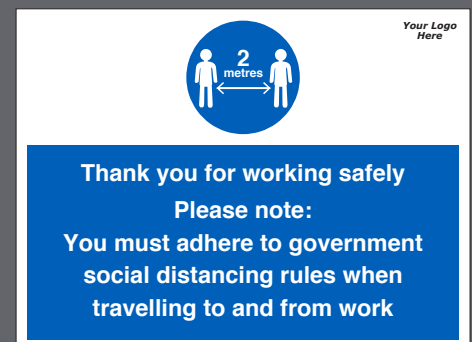 Your Logo
Here
2
metres
Thank you for working safely
Please note:
You must adhere to government
social distancing rules when
travelling to and from work